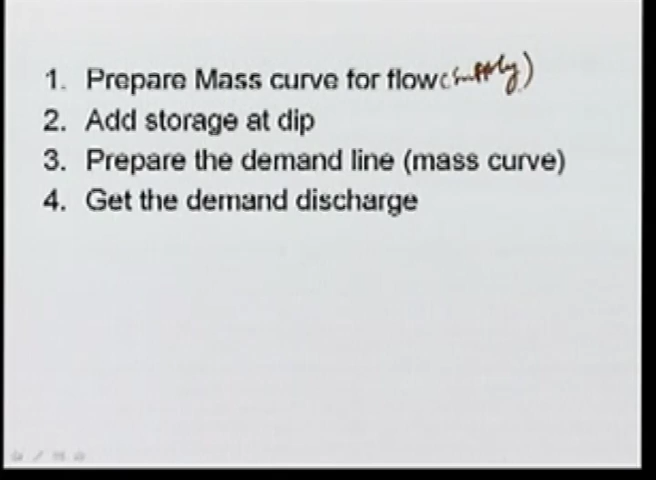 1. Prepare Mass curve for flow (supply)
2. Add storage at dip
3. Prepare the demand line (mass curve)
4. Get the demand discharge